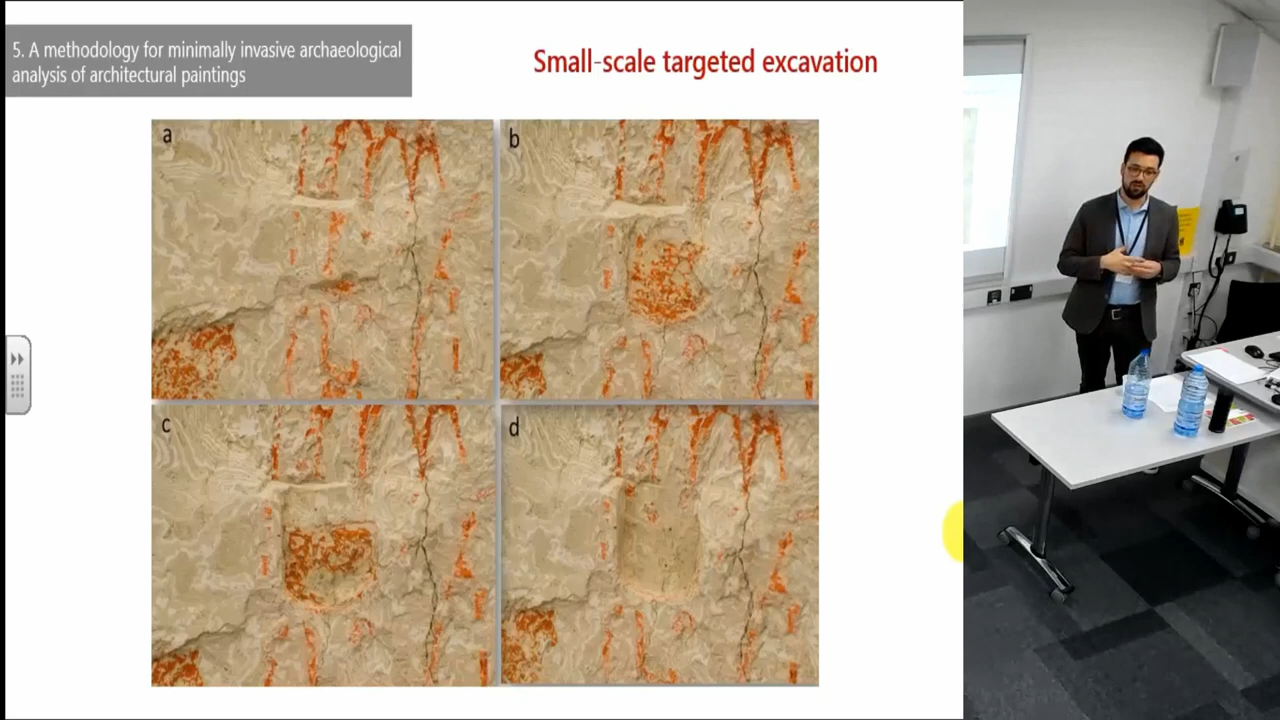 5. A methodology for minimally invasive archaeological
analysis of architectural paintings
Small-scale targeted excavation
a
b
c
d